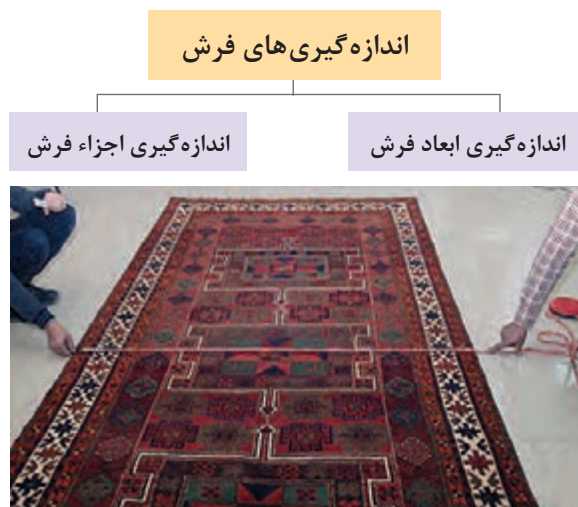 اندازه‌گیری‌های فرش
اندازه‌گیری ابعاد فرش
اندازه‌گیری اجزاء فرش